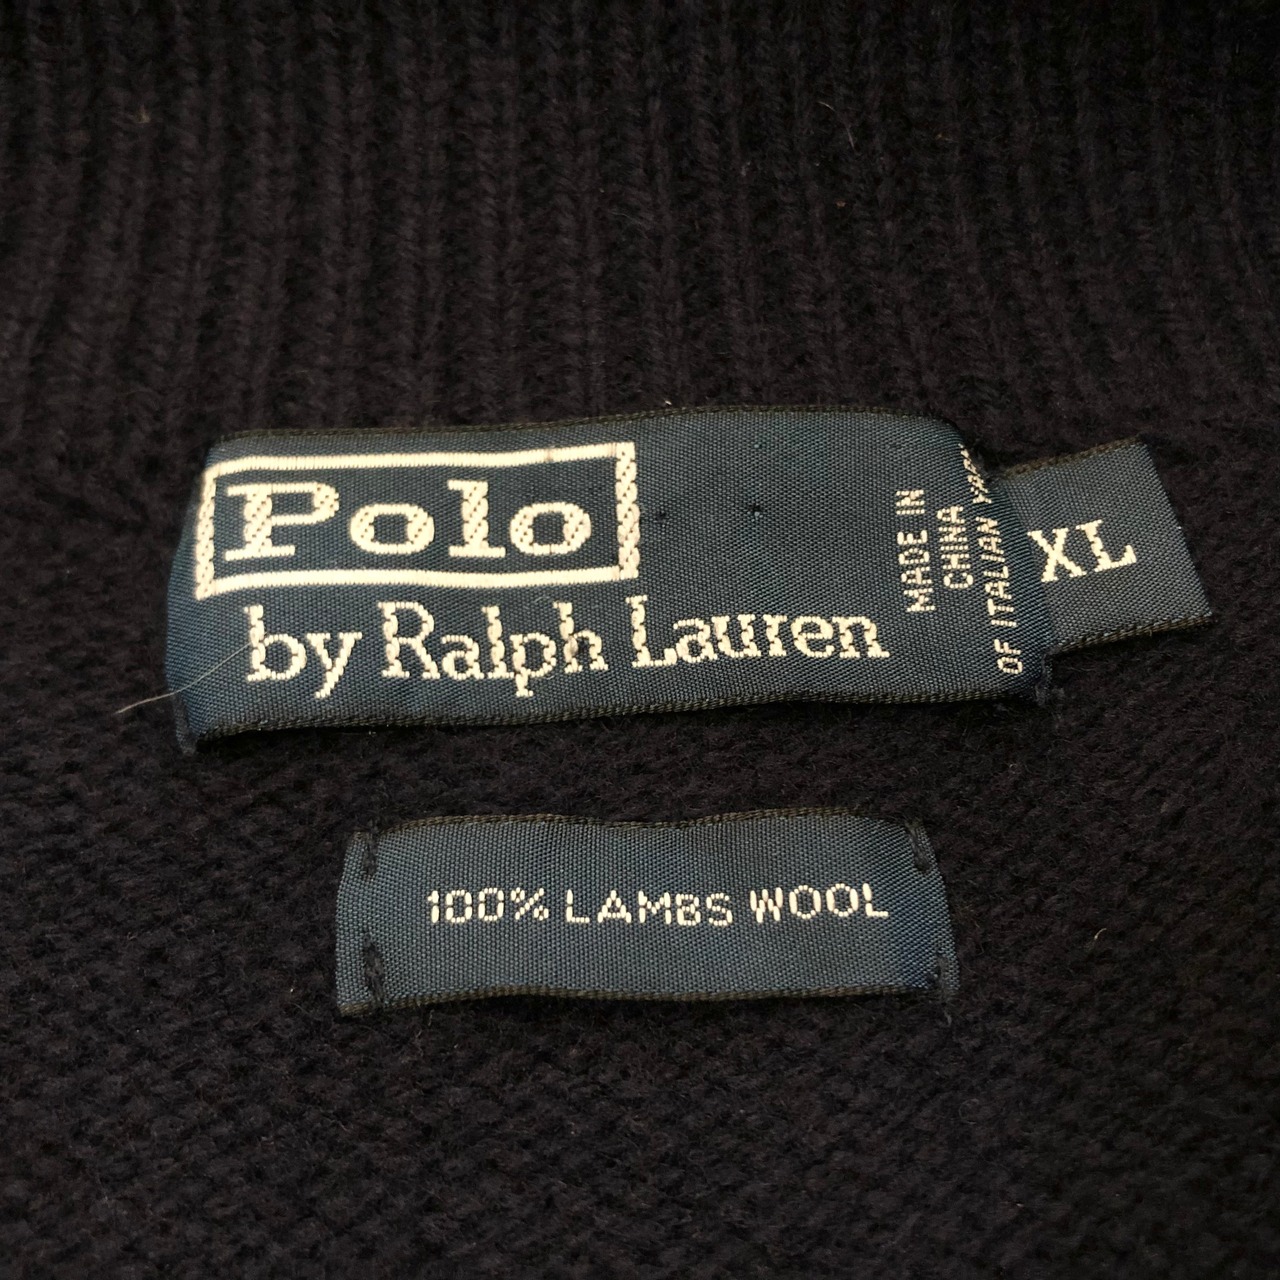 Polo
by Ralph Lauren
MADE IN
CHINA
OF ITALIAN YARN
XL
100% LAMBS WOOL